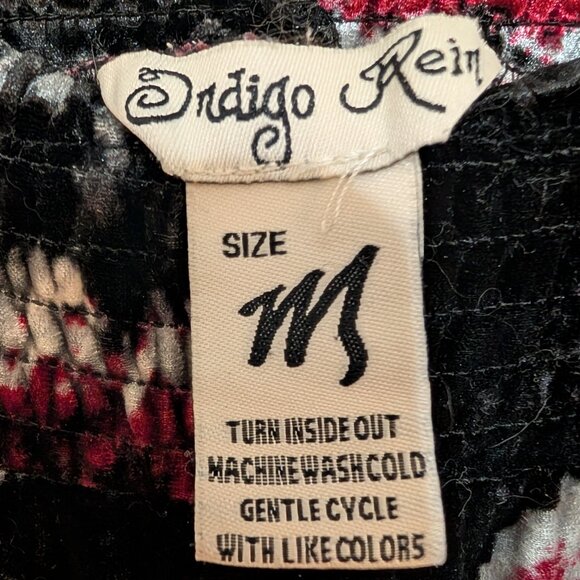 Indigo Rein
SIZE
M
TURN INSIDE OUT
MACHINE WASH COLD
GENTLE CYCLE
WITH LIKE COLORS